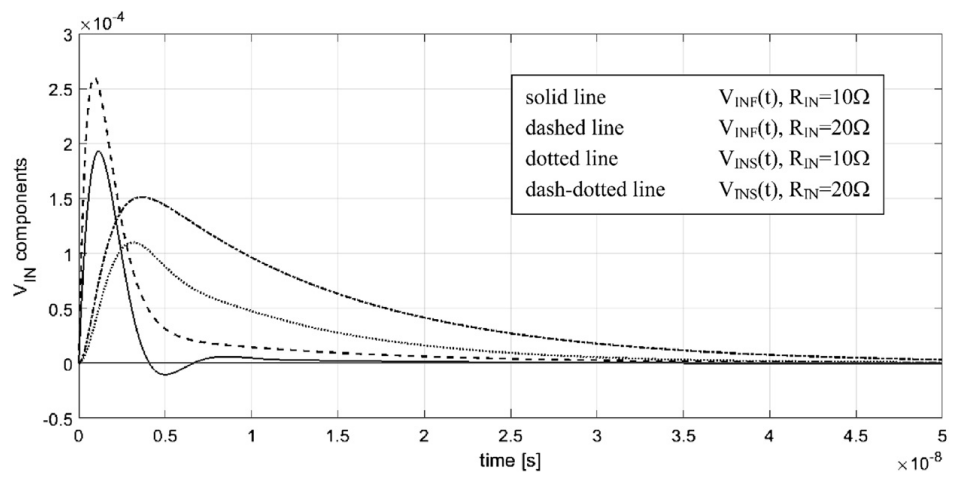 ×10⁻⁴
3
2.5
2
1.5
1
0.5
0
-0.5
V_IN components
solid line V_INF(t), R_IN=10Ω
dashed line V_INF(t), R_IN=20Ω
dotted line V_INS(t), R_IN=10Ω
dash-dotted line V_INS(t), R_IN=20Ω
0 0.5 1 1.5 2 2.5 3 3.5 4 4.5 5
time [s]
×10⁻⁸